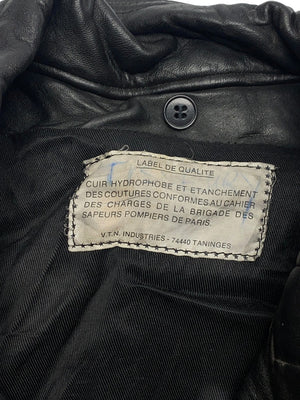 LABEL DE QUALITE
CUIR HYDROPHOBE ET ETANCHEMENT
DES COUTURES CONFORMES AU CAHIER
DES CHARGES DE LA BRIGADE DES
SAPEURS POMPIERS DE PARIS.
V.T.N. INDUSTRIES - 74440 TANINGES